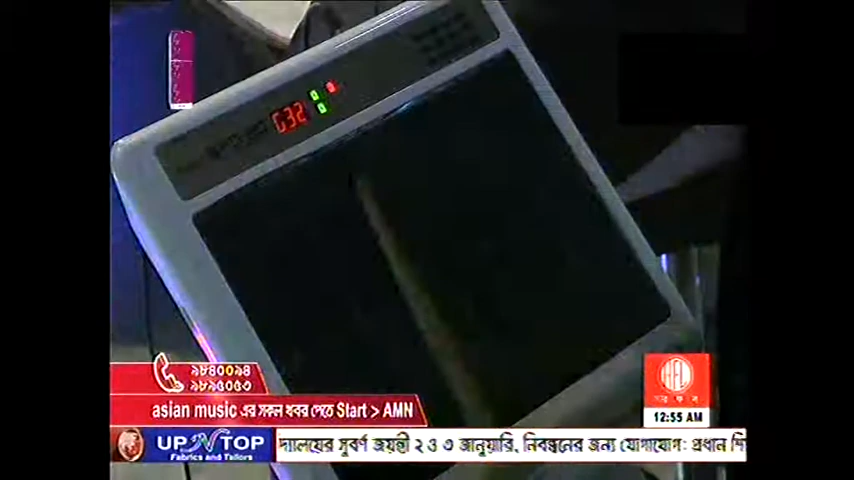 032
৯৮৪০০৯৪
৯৮৯৫০৫৩
asian music এর সকল খবর পেতে Start > AMN
12:55 AM
UP N TOP
Fabrics and Tailors
দ্যালয়ের সুবর্ণ জয়ন্তী ২ ও ৩ জানুয়ারি, নিবন্ধনের জন্য যোগাযোগ: প্রধান শি